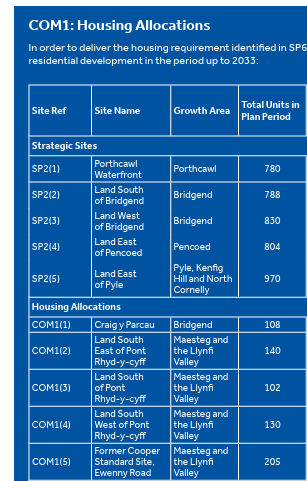 COM1: Housing Allocations
In order to deliver the housing requirement identified in SP6
residential development in the period up to 2033:
Site Ref | Site Name | Growth Area | Total Units in Plan Period
Strategic Sites
SP2(1) | Porthcawl Waterfront | Porthcawl | 780
SP2(2) | Land South of Bridgend | Bridgend | 788
SP2(3) | Land West of Bridgend | Bridgend | 830
SP2(4) | Land East of Pencoed | Pencoed | 804
SP2(5) | Land East of Pyle | Pyle, Kenfig Hill and North Cornelly | 970
Housing Allocations
COM1(1) | Craig y Parcau | Bridgend | 108
COM1(2) | Land South East of Pont Rhyd-y-cyff | Maesteg and the Llynfi Valley | 140
COM1(3) | Land South of Pont Rhyd-y-cyff | Maesteg and the Llynfi Valley | 102
COM1(4) | Land South West of Pont Rhyd-y-cyff | Maesteg and the Llynfi Valley | 130
COM1(5) | Former Cooper Standard Site, Ewenny Road | Maesteg and the Llynfi Valley | 205